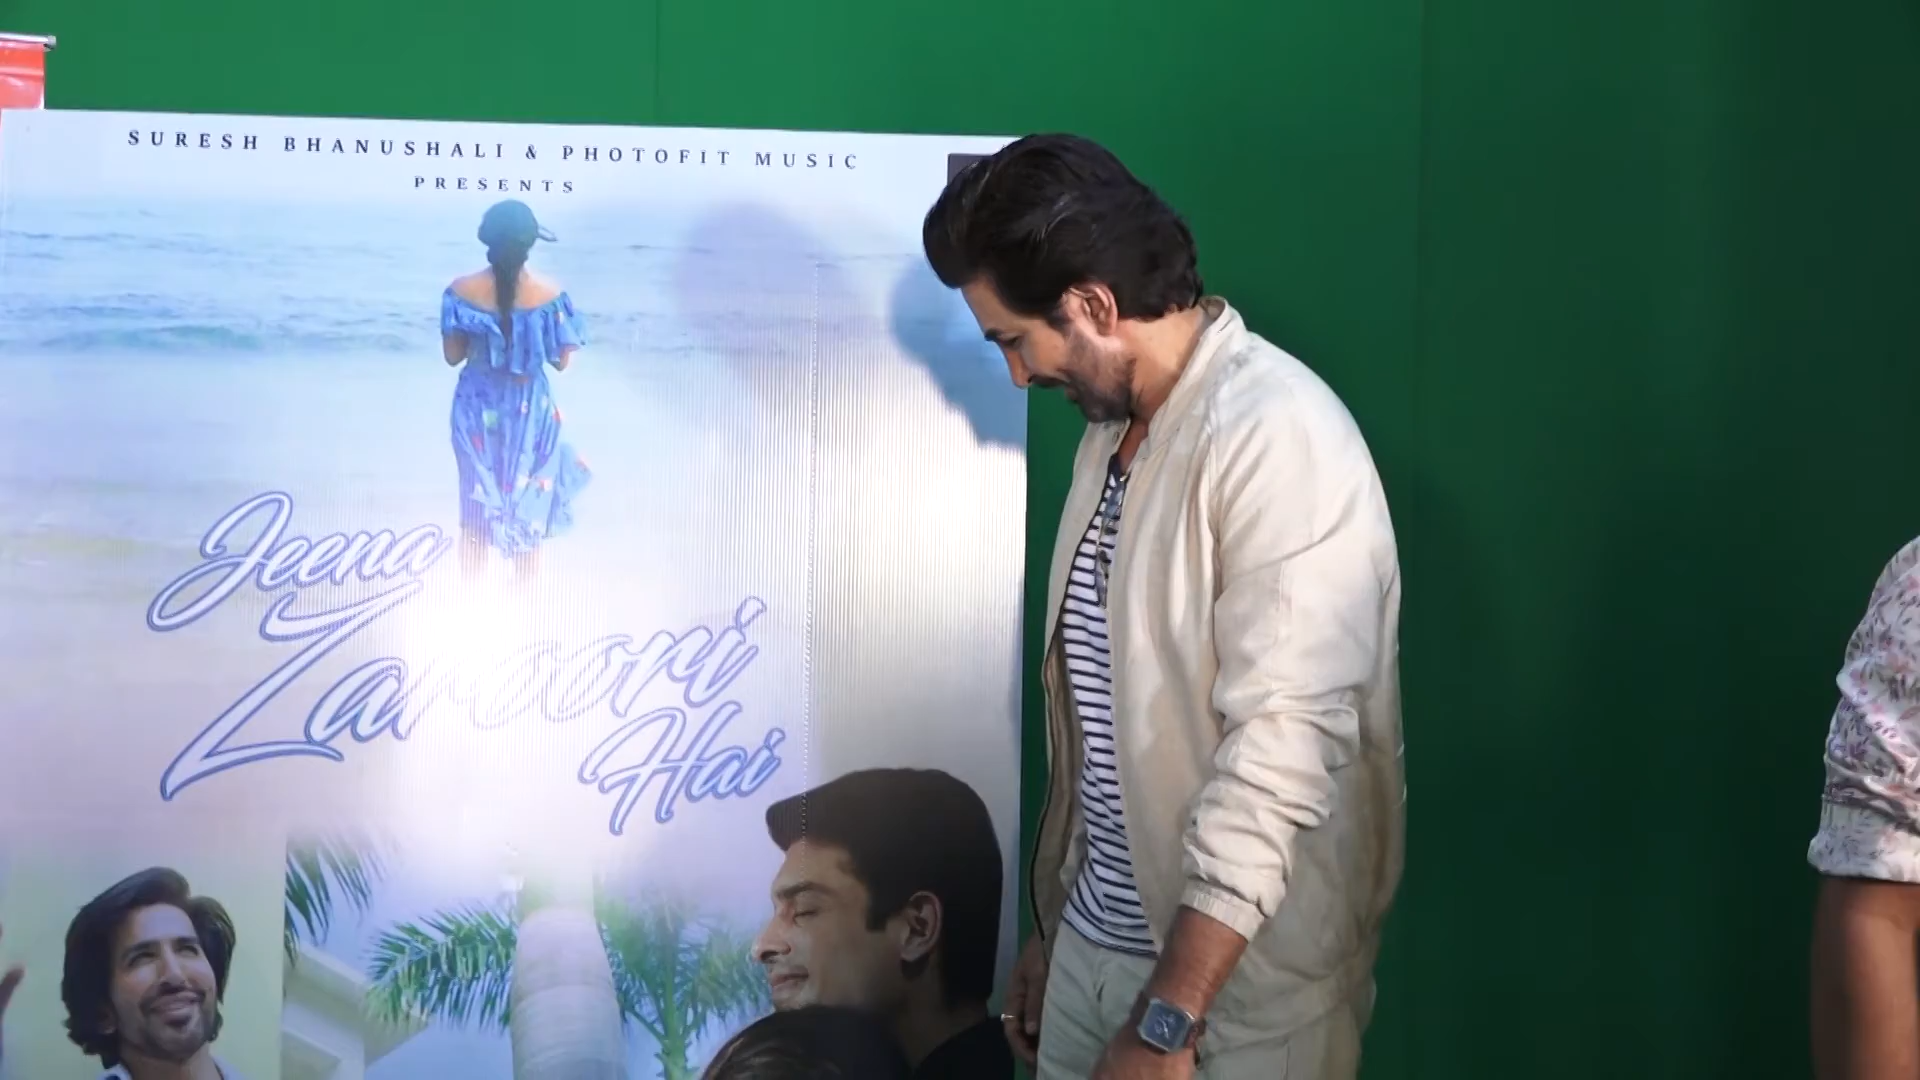 SURESH BHANUSHALI & PHOTOFIT MUSIC
PRESENTS
Jeena
Zaroori
Hai